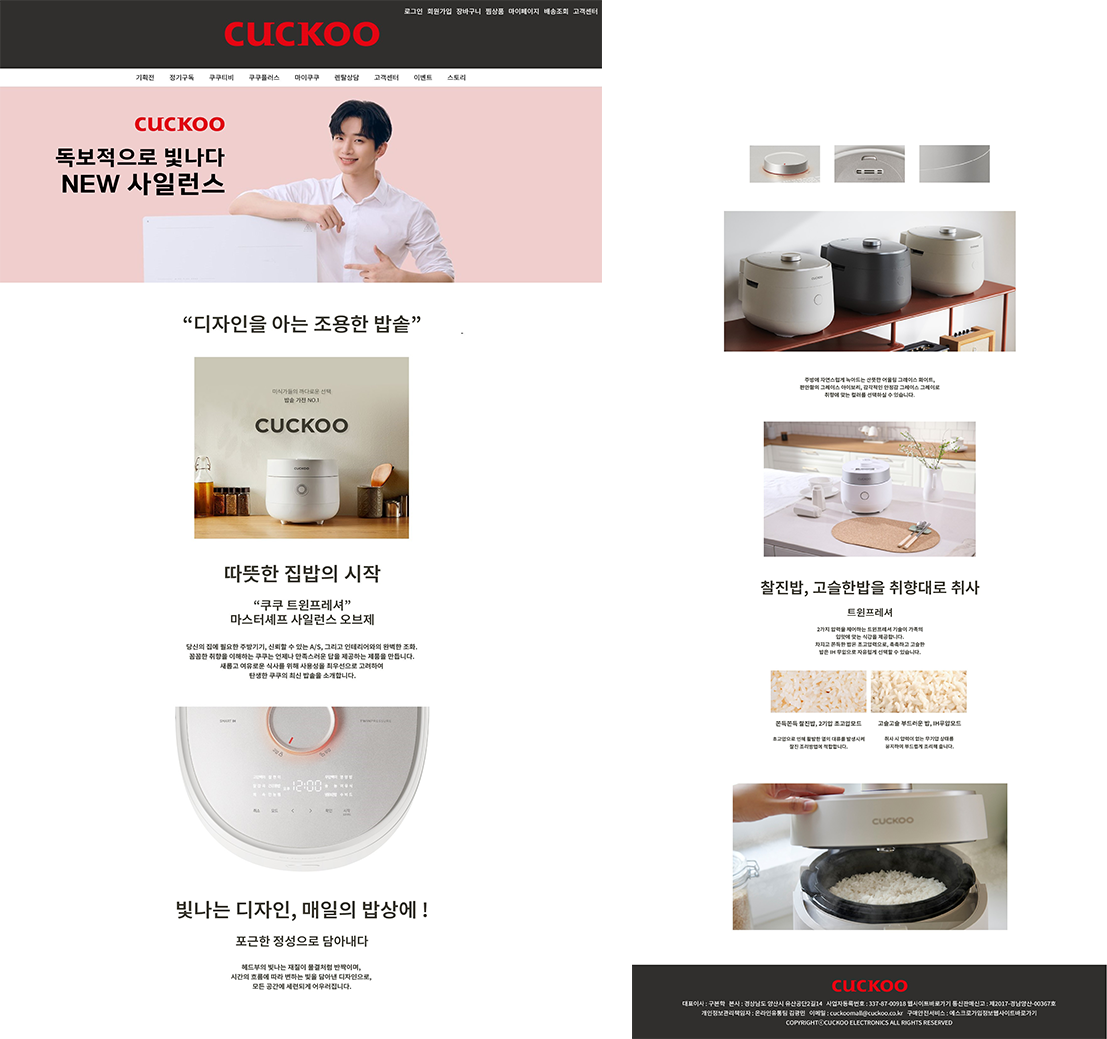 로그인 회원가입 장바구니 찜상품 마이페이지 배송조회 고객센터
CUCKOO
기획전 정기구독 쿠쿠티비 쿠쿠플러스 마이쿠쿠 렌탈상담 고객센터 이벤트 스토리
CUCKOO
독보적으로 빛나다
NEW 사일런스
“디자인을 아는 조용한 밥솥”
미식가들의 까다로운 선택
밥솥 가전 NO.1
CUCKOO
CUCKOO
따뜻한 집밥의 시작
“쿠쿠 트윈프레셔”
마스터셰프 사일런스 오브제
당신의 집에 필요한 주방기기, 신뢰할 수 있는 A/S, 그리고 인테리어와의 완벽한 조화.
꼼꼼한 취향을 이해하는 쿠쿠는 언제나 만족스러운 답을 제공하는 제품을 만듭니다.
새롭고 여유로운 식사를 위해 사용성을 최우선으로 고려하여
탄생한 쿠쿠의 최신 밥솥을 소개합니다.
12:00
빛나는 디자인, 매일의 밥상에 !
포근한 정성으로 담아내다
헤드부의 빛나는 재질이 물결처럼 반짝이며,
시간의 흐름에 따라 변하는 빛을 담아낸 디자인으로,
모든 공간에 세련되게 어우러집니다.
주방에 자연스럽게 녹아드는 산뜻한 어울림 그레이스 화이트,
편안함의 그레이스 아이보리, 감각적인 안정감 그레이스 그레이로
취향에 맞는 컬러를 선택하실 수 있습니다.
찰진밥, 고슬한밥을 취향대로 취사
트윈프레셔
2가지 압력을 제어하는 트윈프레셔 기술이 가족의
입맛에 맞는 식감을 제공합니다.
차지고 쫀득한 밥은 초고압력으로, 촉촉하고 고슬한
밥은 IH 무압으로 자유럽게 선택할 수 있습니다.
쫀득쫀득 찰진밥, 2기압 초고압모드
고슬고슬 부드러운 밥, IH무압모드
초고압으로 인해 활발한 열의 대류를 발생시켜
찰진 조리방법에 적합합니다.
취사 시 압력이 없는 무기압 상태를
유지하여 부드럽게 조리해 줍니다.
CUCKOO
CUCKOO
대표이사 : 구본학 본사 : 경상남도 양산시 유산공단2길14 사업자등록번호 : 337-87-00918 웹사이트바로가기 통신판매신고 : 제2017-경남양산-00367호
개인정보관리책임자 : 온라인유통팀 김광민 이메일 : cuckoomall@cuckoo.co.kr 구매안전서비스 : 에스크로가입정보웹사이트바로가기
COPYRIGHTⓒCUCKOO ELECTRONICS ALL RIGHTS RESERVED